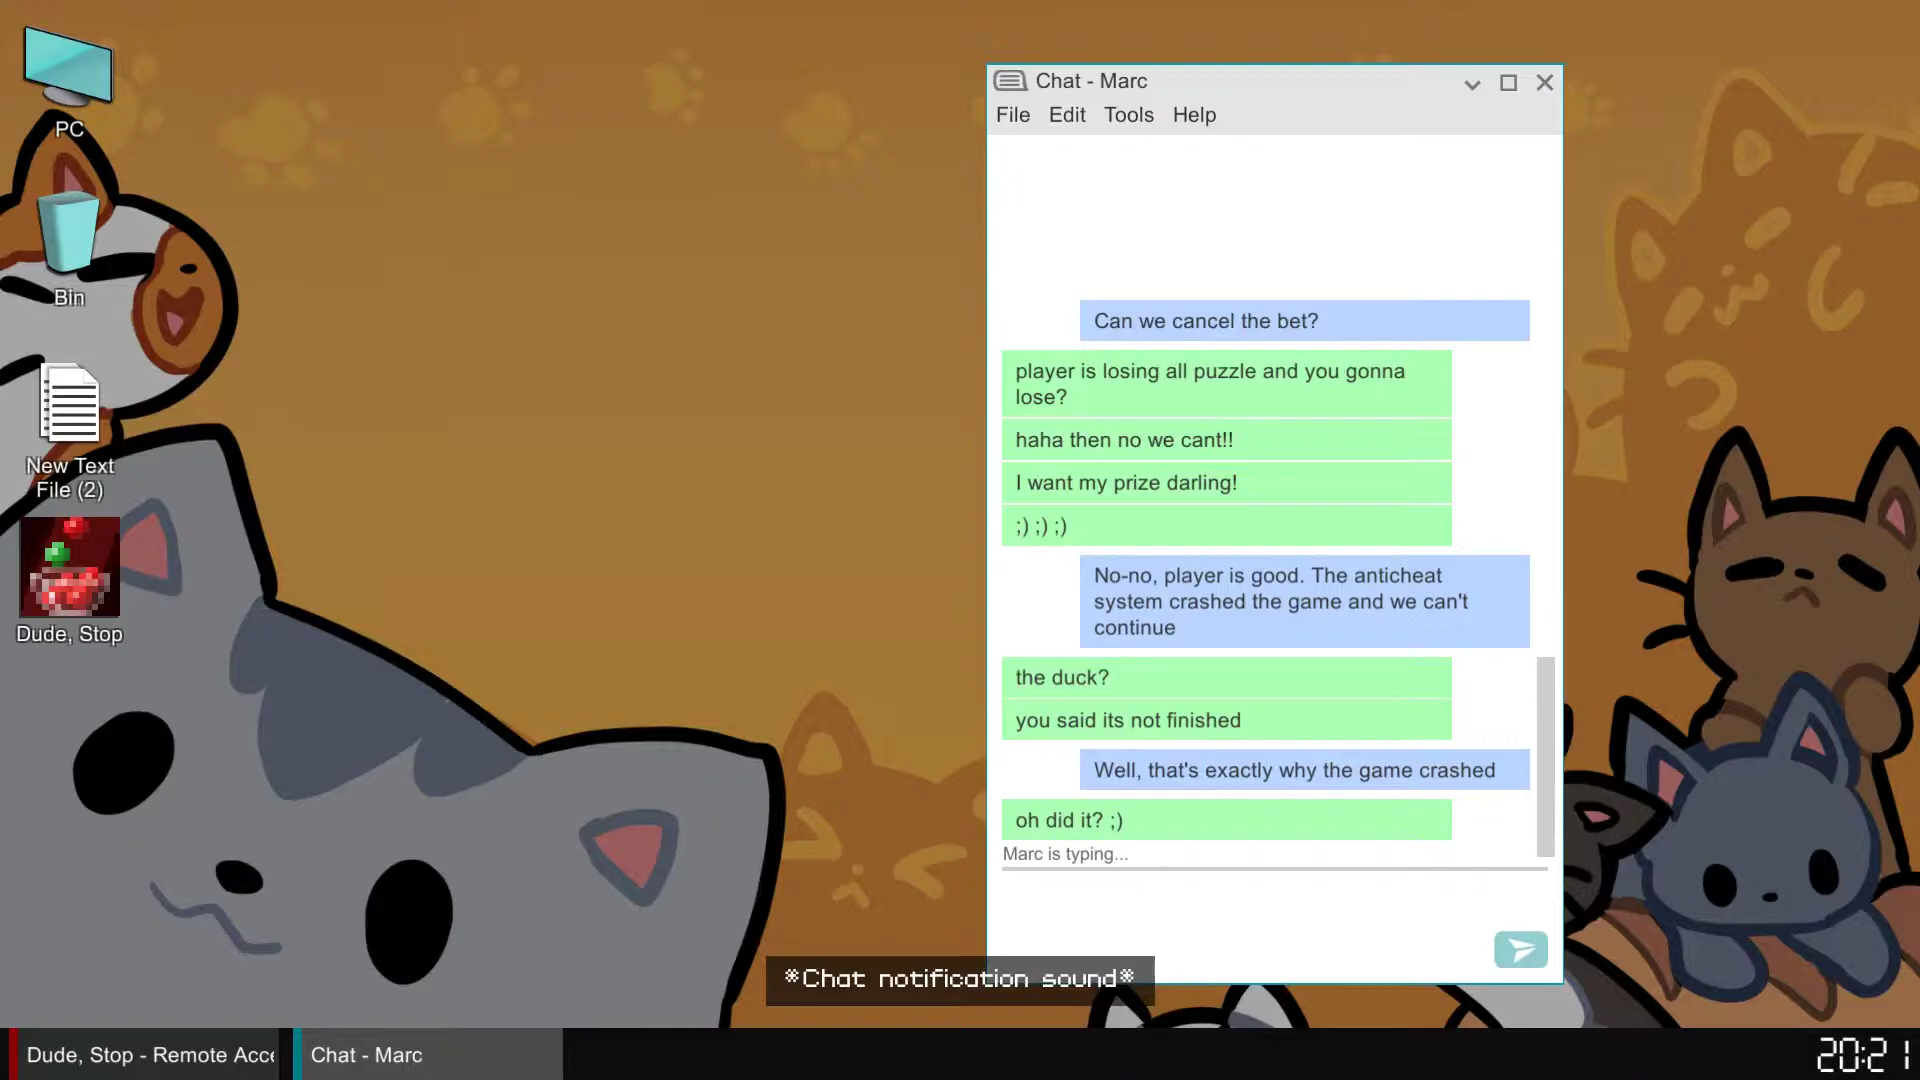 PC
Bin
New Text
File (2)
Dude, Stop
Chat - Marc
File Edit Tools Help
Can we cancel the bet?
player is losing all puzzle and you gonna
lose?
haha then no we cant!!
I want my prize darling!
;) ;) ;)
No-no, player is good. The anticheat
system crashed the game and we can't
continue
the duck?
you said its not finished
Well, that's exactly why the game crashed
oh did it? ;)
Marc is typing...
*Chat notification sound*
Dude, Stop - Remote Acce
Chat - Marc
20:21